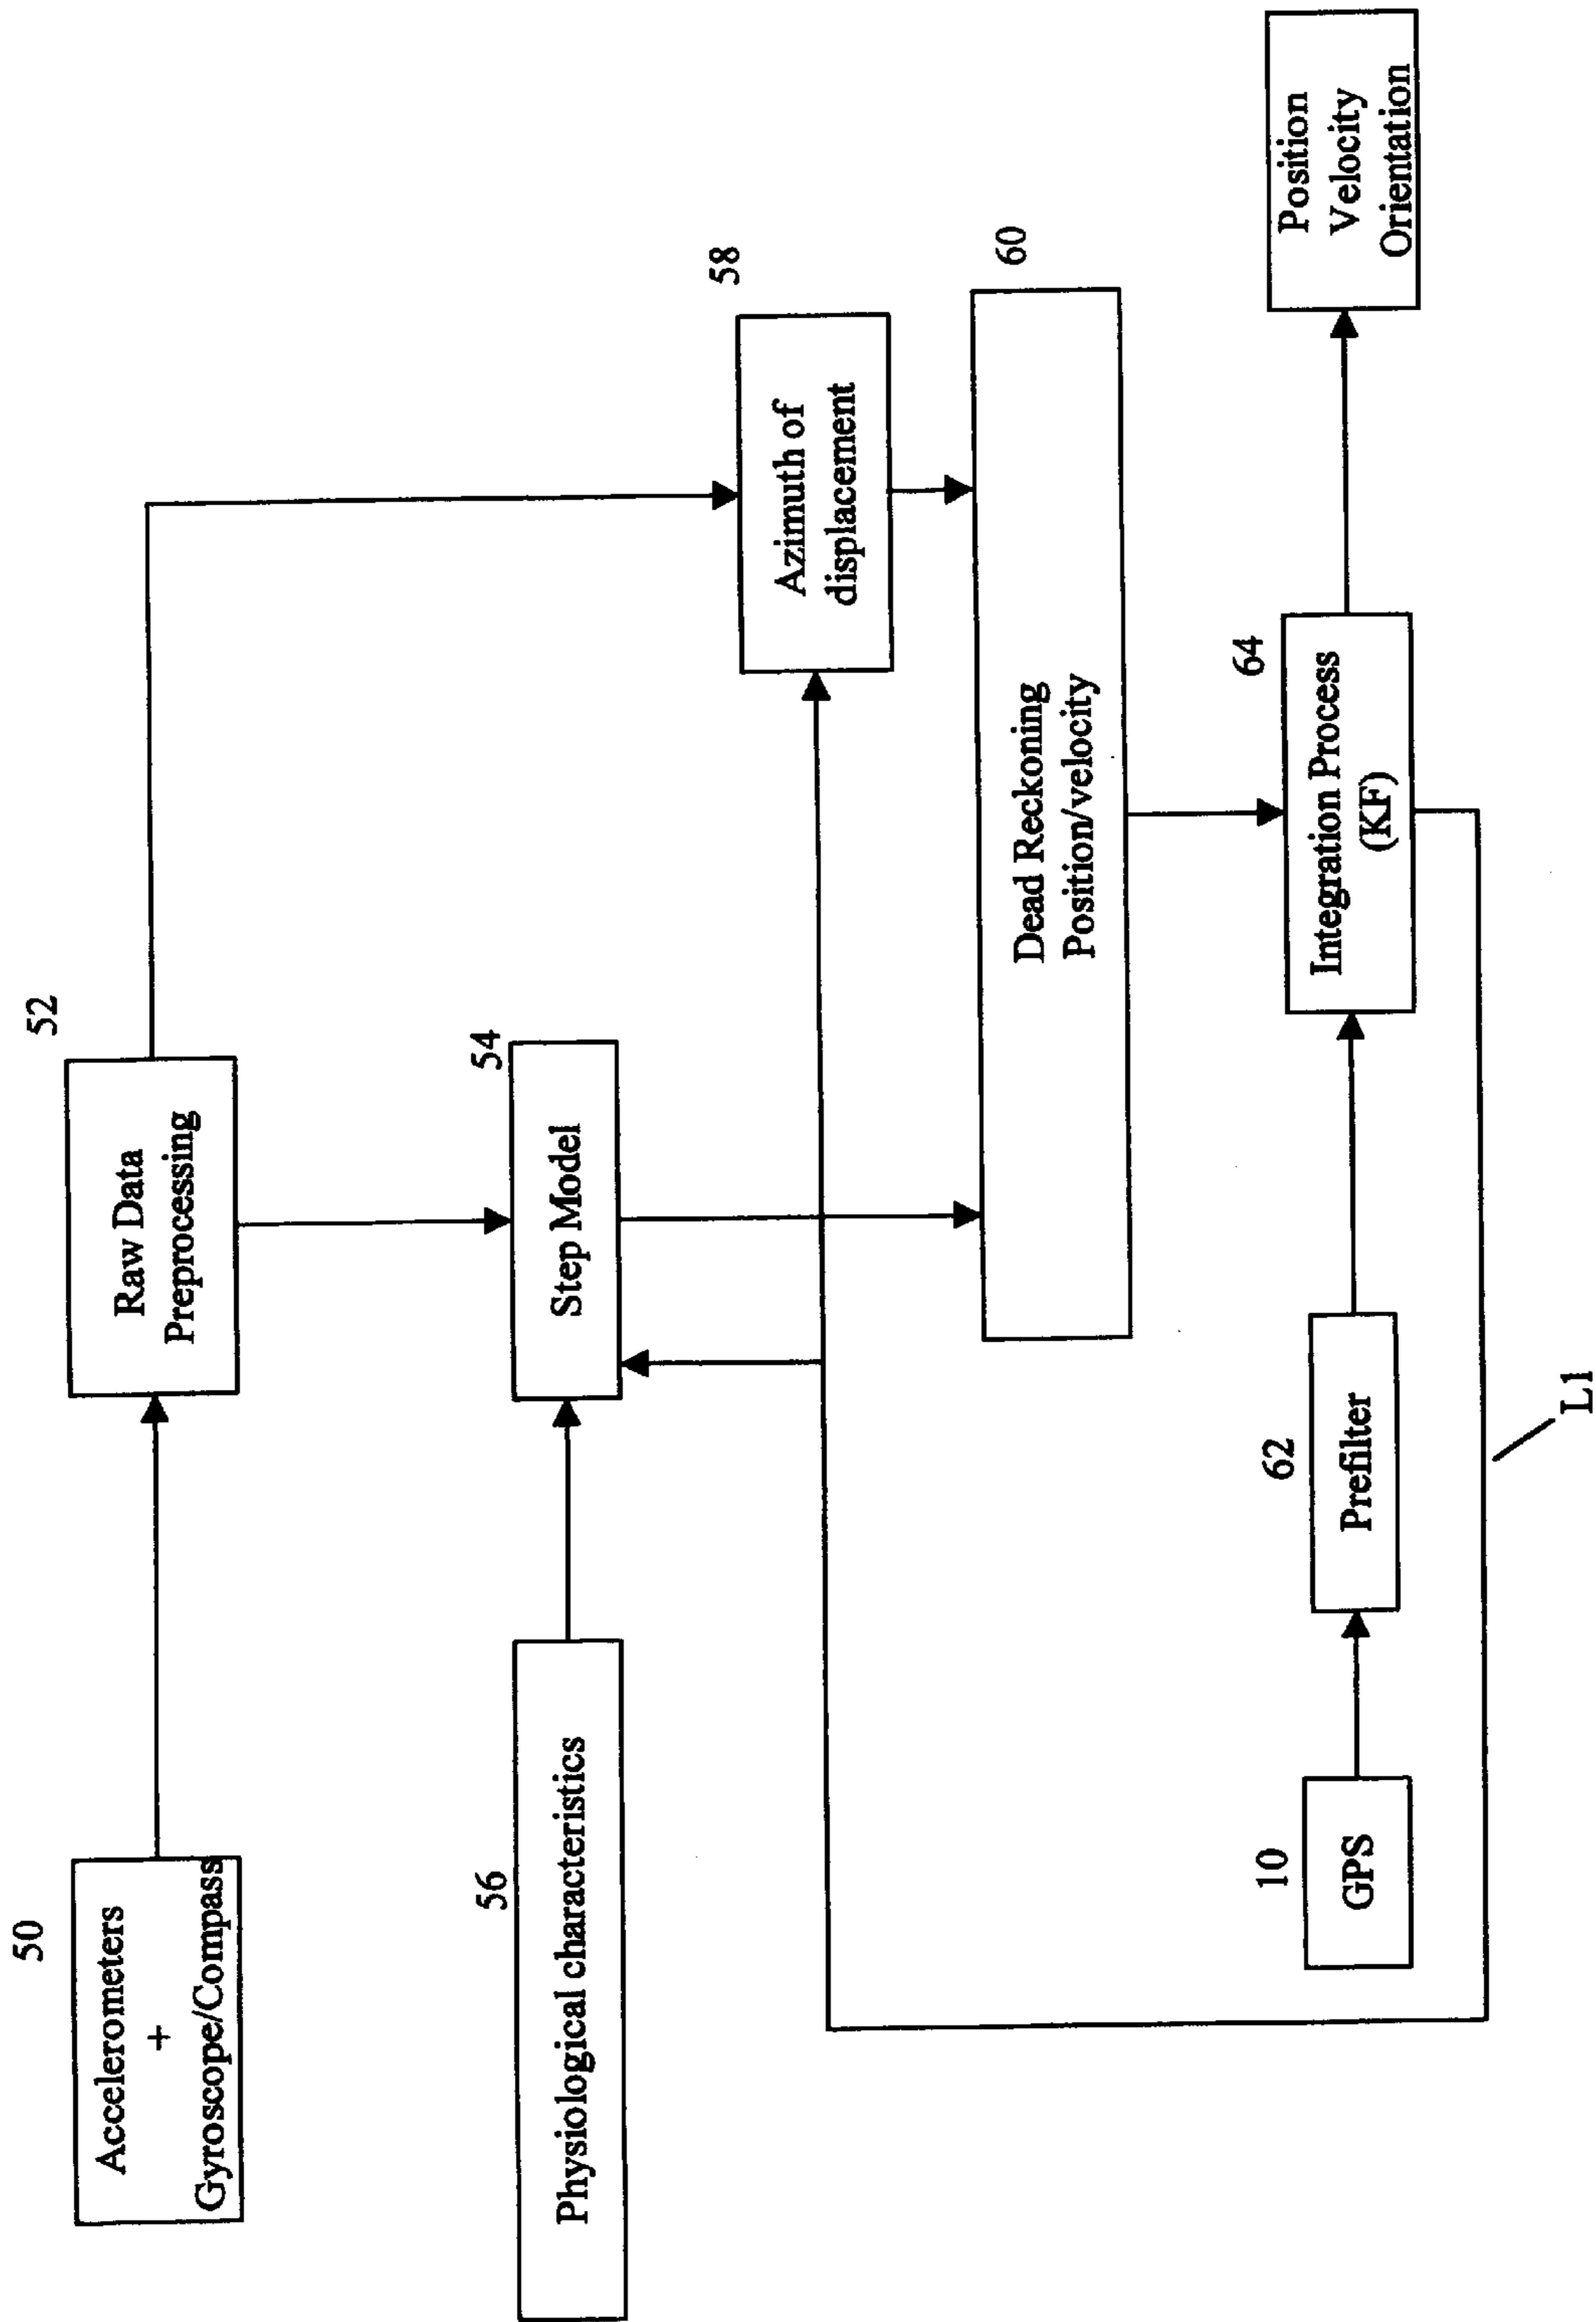 50
Accelerometers
+
Gyroscope/Compass
52
Raw Data
Preprocessing
56
Physiological characteristics
54
Step Model
58
Azimuth of
displacement
60
Dead Reckoning
Position/velocity
10
GPS
62
Prefilter
64
Integration Process
(KF)
Position
Velocity
Orientation
L1